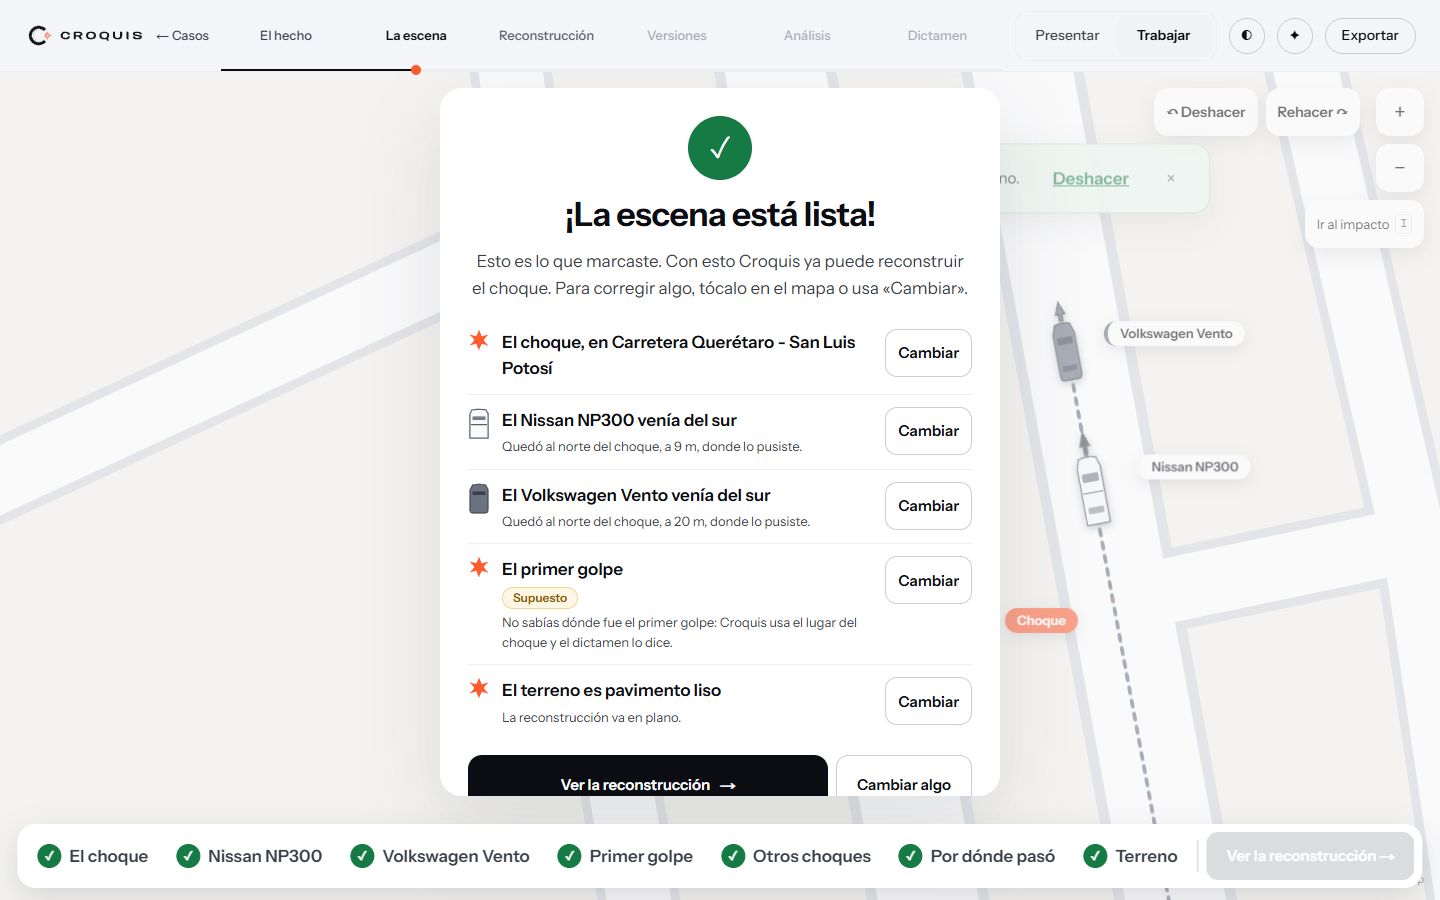 CROQUIS
← Casos
El hecho
La escena
Reconstrucción
Versiones
Análisis
Dictamen
Presentar
Trabajar
Exportar
Deshacer
Rehacer
+
−
no.
Deshacer
×
Ir al impacto I
¡La escena está lista!
Esto es lo que marcaste. Con esto Croquis ya puede reconstruir
el choque. Para corregir algo, tócalo en el mapa o usa «Cambiar».
El choque, en Carretera Querétaro - San Luis
Potosí
Cambiar
El Nissan NP300 venía del sur
Quedó al norte del choque, a 9 m, donde lo pusiste.
Cambiar
El Volkswagen Vento venía del sur
Quedó al norte del choque, a 20 m, donde lo pusiste.
Cambiar
El primer golpe
Supuesto
No sabías dónde fue el primer golpe: Croquis usa el lugar del
choque y el dictamen lo dice.
Cambiar
El terreno es pavimento liso
La reconstrucción va en plano.
Cambiar
Ver la reconstrucción →
Cambiar algo
Volkswagen Vento
Nissan NP300
Choque
El choque
Nissan NP300
Volkswagen Vento
Primer golpe
Otros choques
Por dónde pasó
Terreno
Ver la reconstrucción →